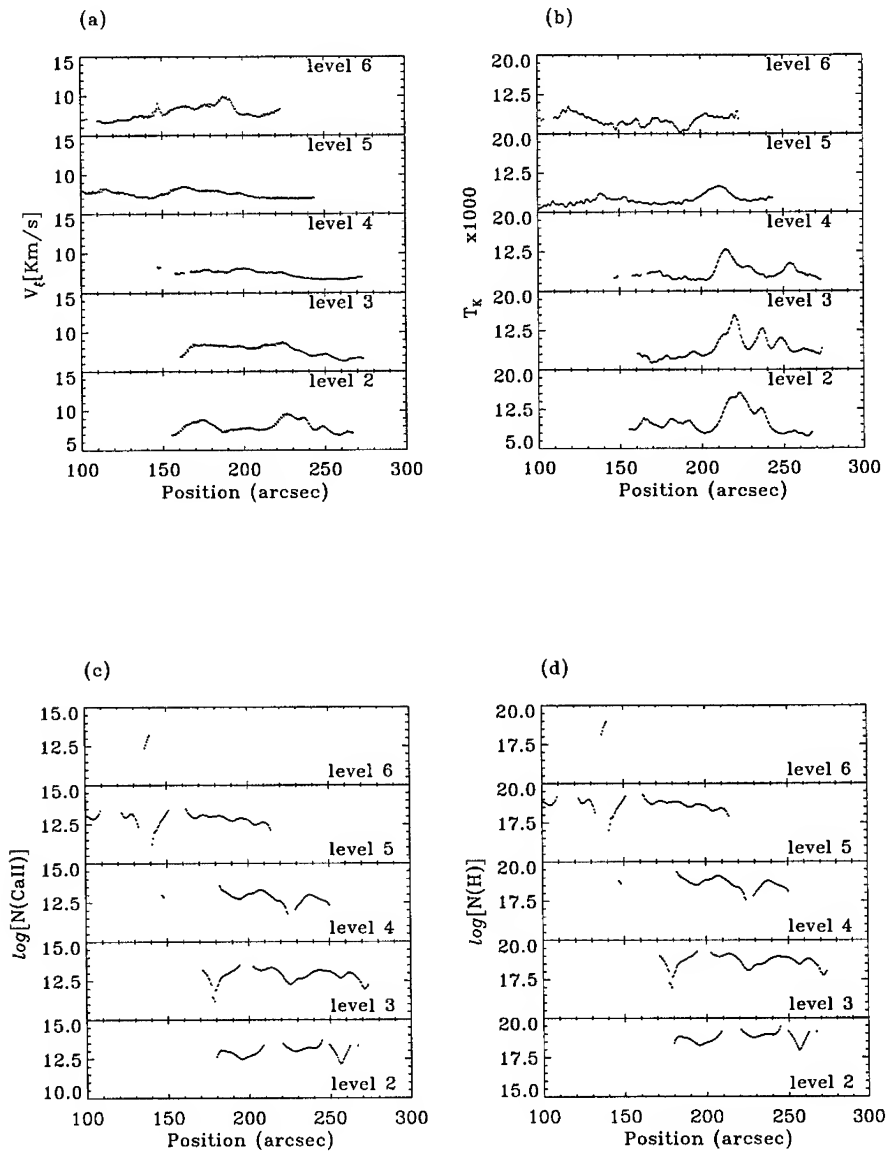 (a)
15
10
level 6
15
10
level 5
15
10
level 4
15
10
level 3
15
10
5
level 2
100 150 200 250 300
Position (arcsec)
Vₜ[Km/s]
(b)
20.0
12.5
level 6
20.0
12.5
level 5
20.0
12.5
level 4
20.0
12.5
level 3
20.0
12.5
5.0
level 2
100 150 200 250 300
Position (arcsec)
T_K x1000
(c)
15.0
12.5
level 6
15.0
12.5
level 5
15.0
12.5
level 4
15.0
12.5
level 3
15.0
12.5
10.0
level 2
100 150 200 250 300
Position (arcsec)
log[N(CaII)]
(d)
20.0
17.5
level 6
20.0
17.5
level 5
20.0
17.5
level 4
20.0
17.5
level 3
20.0
17.5
15.0
level 2
100 150 200 250 300
Position (arcsec)
log[N(H)]